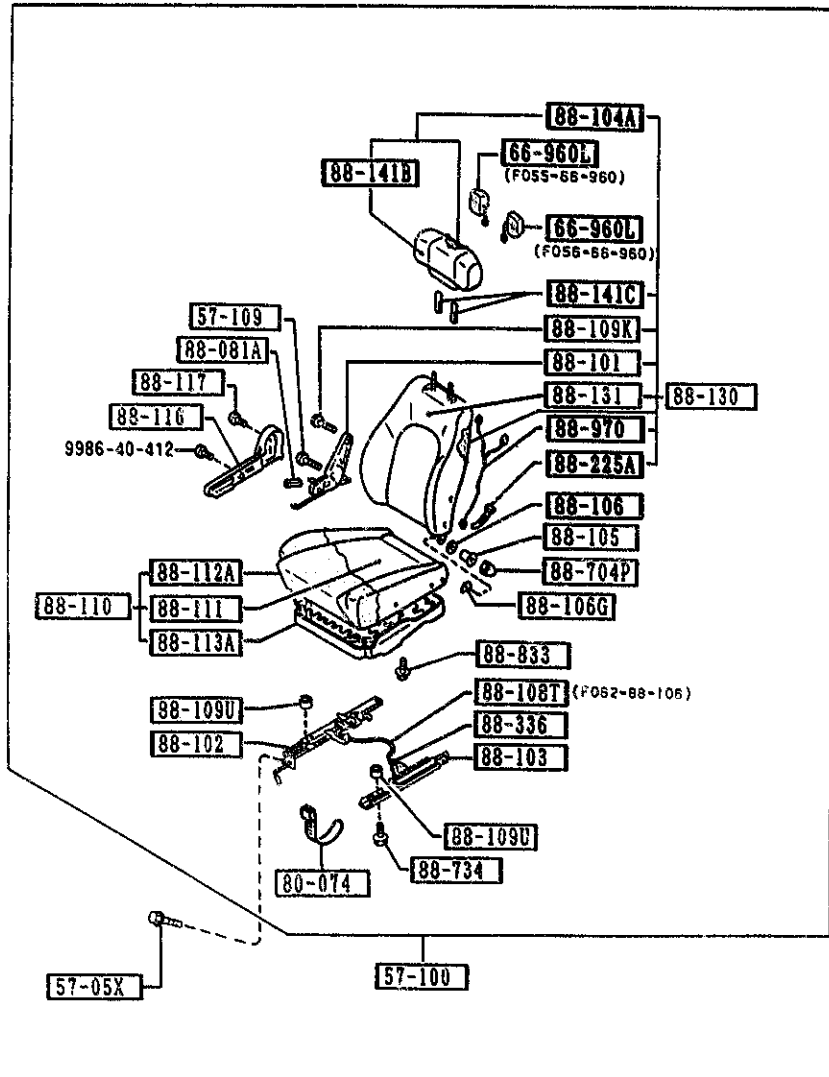 88-104A
66-960L
(F055-66-960)
88-141B
66-960L
(F056-66-960)
88-141C
57-109
88-109K
88-081A
88-101
88-117
88-131
88-130
88-116
88-970
9986-40-412
88-225A
88-106
88-105
88-112A
88-704P
88-110
88-111
88-106G
88-113A
88-833
88-108T (F062-88-106)
88-109U
88-336
88-102
88-103
88-109U
88-734
80-074
57-100
57-05X